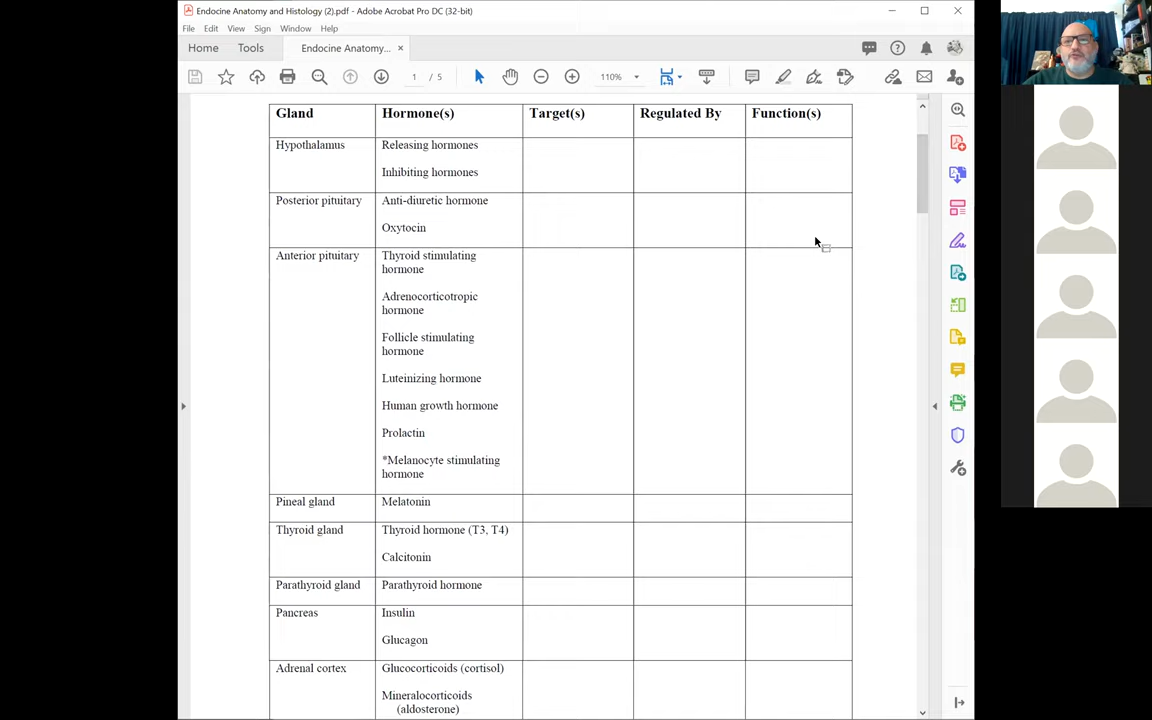 Endocrine Anatomy and Histology (2).pdf - Adobe Acrobat Pro DC (32-bit)
File Edit View Sign Window Help
Home Tools Endocrine Anatomy... ×
1 / 5 110%
Gland Hormone(s) Target(s) Regulated By Function(s)
Hypothalamus Releasing hormones
Inhibiting hormones
Posterior pituitary Anti-diuretic hormone
Oxytocin
Anterior pituitary Thyroid stimulating
hormone
Adrenocorticotropic
hormone
Follicle stimulating
hormone
Luteinizing hormone
Human growth hormone
Prolactin
*Melanocyte stimulating
hormone
Pineal gland Melatonin
Thyroid gland Thyroid hormone (T3, T4)
Calcitonin
Parathyroid gland Parathyroid hormone
Pancreas Insulin
Glucagon
Adrenal cortex Glucocorticoids (cortisol)
Mineralocorticoids
(aldosterone)